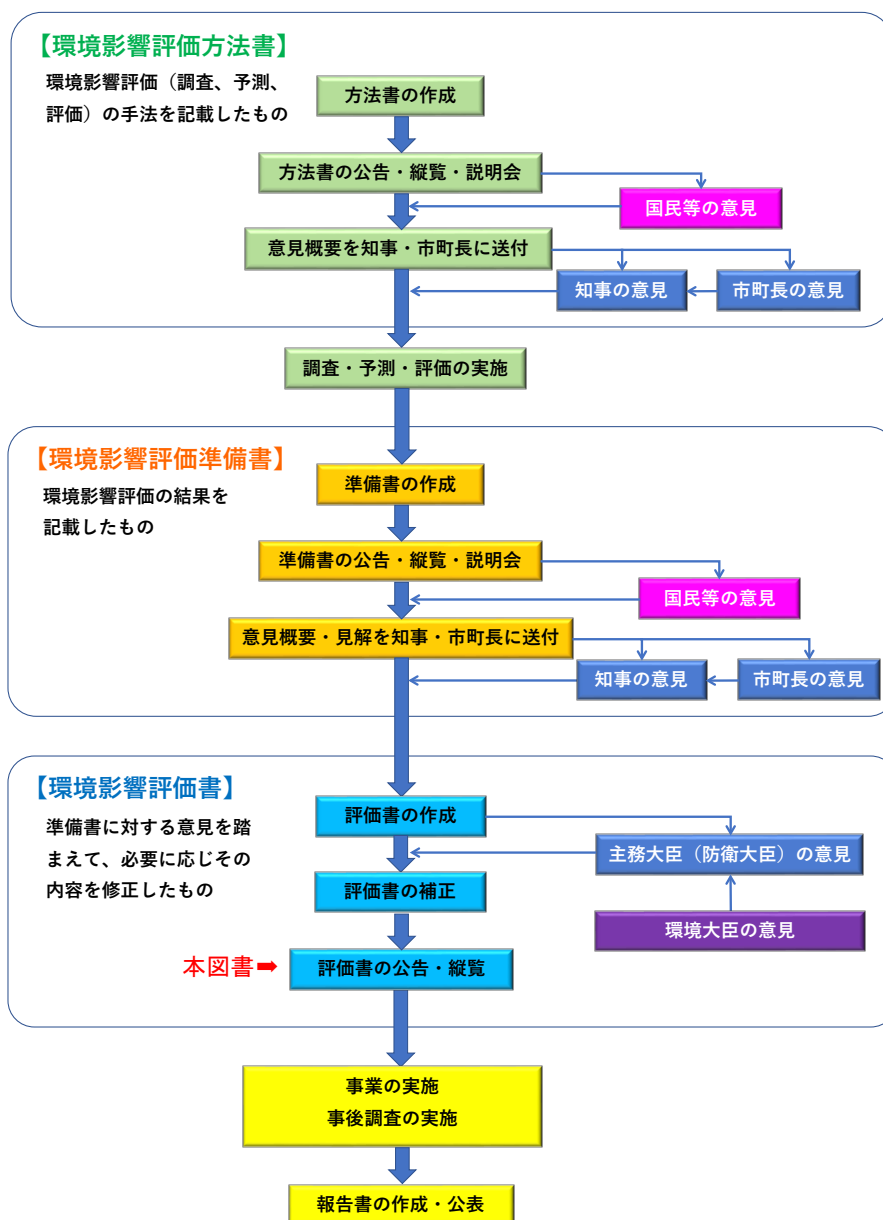 【環境影響評価方法書】
環境影響評価（調査、予測、
評価）の手法を記載したもの
方法書の作成
方法書の公告・縦覧・説明会
国民等の意見
意見概要を知事・市町長に送付
知事の意見
市町長の意見
調査・予測・評価の実施
【環境影響評価準備書】
環境影響評価の結果を
記載したもの
準備書の作成
準備書の公告・縦覧・説明会
国民等の意見
意見概要・見解を知事・市町長に送付
知事の意見
市町長の意見
【環境影響評価書】
準備書に対する意見を踏
まえて、必要に応じその
内容を修正したもの
評価書の作成
主務大臣（防衛大臣）の意見
評価書の補正
環境大臣の意見
本図書➡
評価書の公告・縦覧
事業の実施
事後調査の実施
報告書の作成・公表